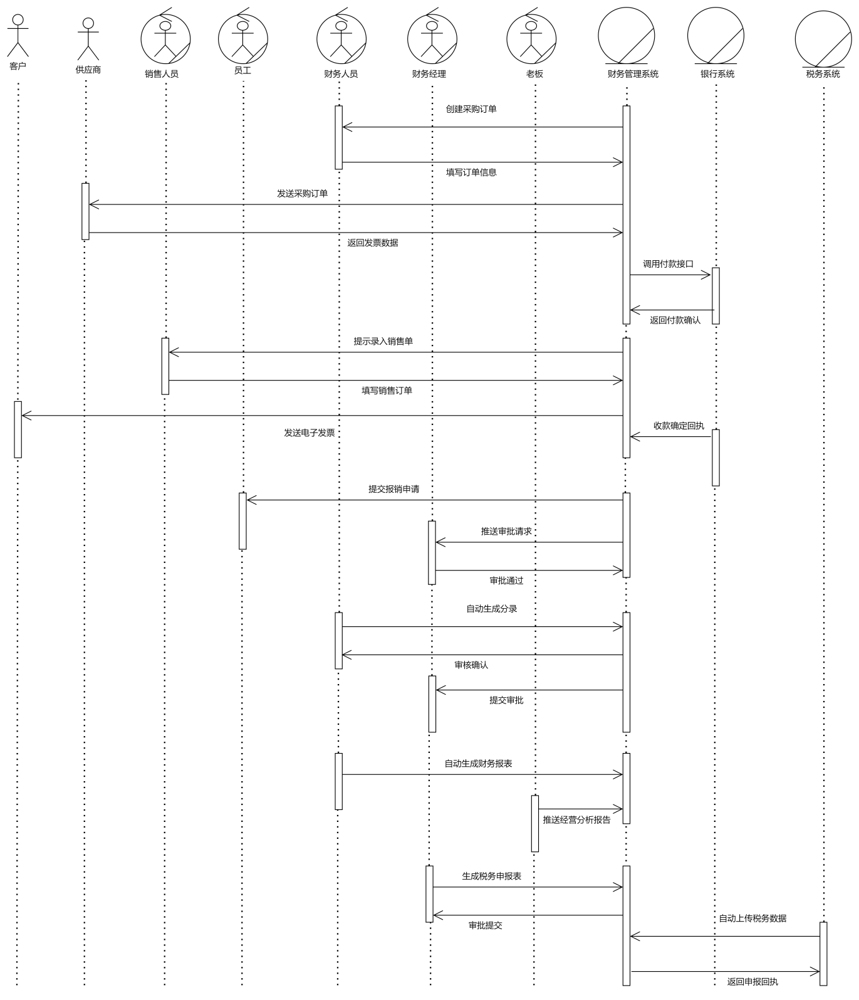 客户
供应商
销售人员
员工
财务人员
财务经理
老板
财务管理系统
银行系统
税务系统
创建采购订单
填写订单信息
发送采购订单
返回发票数据
调用付款接口
返回付款确认
提示录入销售单
填写销售订单
发送电子发票
收款确定回执
提交报销申请
推送审批请求
审批通过
自动生成分录
审核确认
提交审批
自动生成财务报表
推送经营分析报告
生成税务申报表
审批提交
自动上传税务数据
返回申报回执